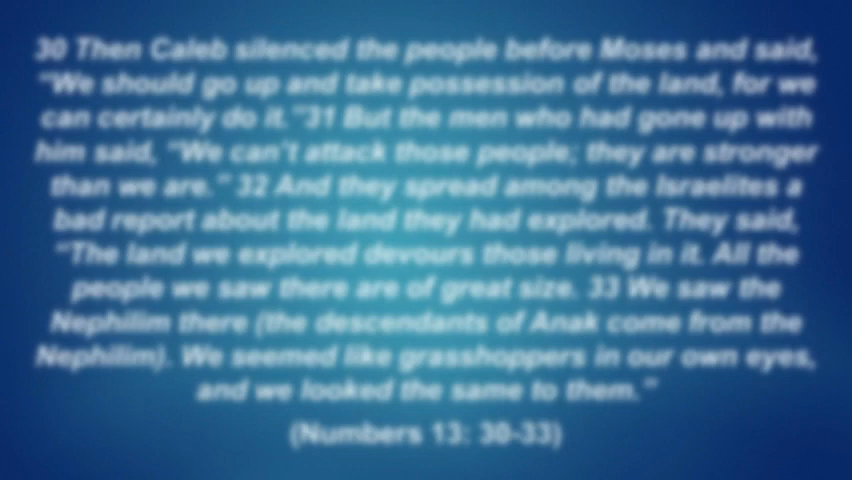 30 Then Caleb silenced the people before Moses and said,
"We should go up and take possession of the land, for we
can certainly do it."31 But the men who had gone up with
him said, "We can't attack those people; they are stronger
than we are." 32 And they spread among the Israelites a
bad report about the land they had explored. They said,
"The land we explored devours those living in it. All the
people we saw there are of great size. 33 We saw the
Nephilim there (the descendants of Anak come from the
Nephilim). We seemed like grasshoppers in our own eyes,
and we looked the same to them."
(Numbers 13: 30-33)